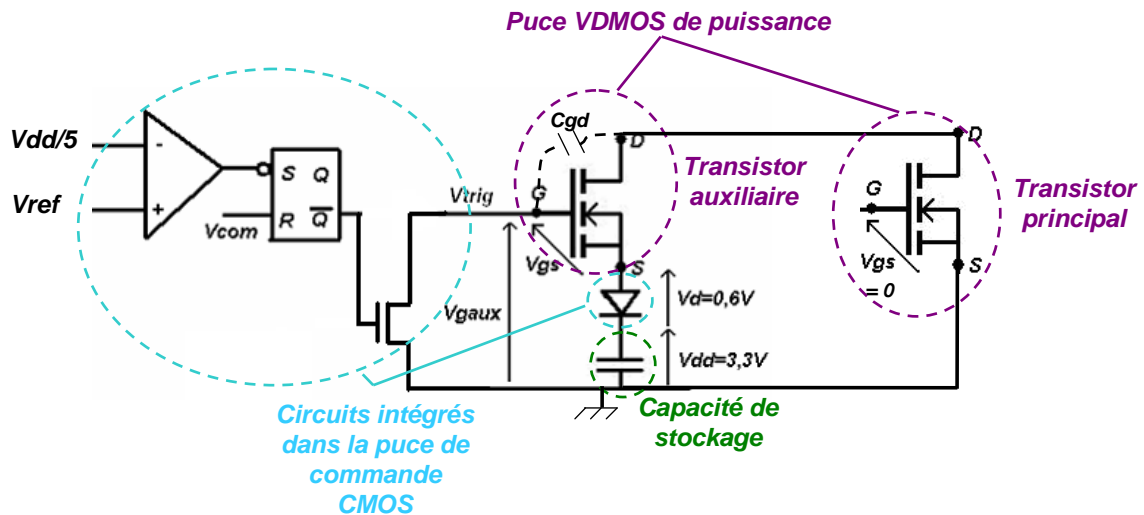 Puce VDMOS de puissance
Vdd/5
-
Vref
+
S Q
R Q
Vcom
Vtrig
Cgd
G
D
Vgs
S
Vgaux
Vd=0,6V
Vdd=3,3V
Transistor
auxiliaire
G
D
Vgs
= 0
S
Transistor
principal
Circuits intégrés
dans la puce de
commande
CMOS
Capacité de
stockage